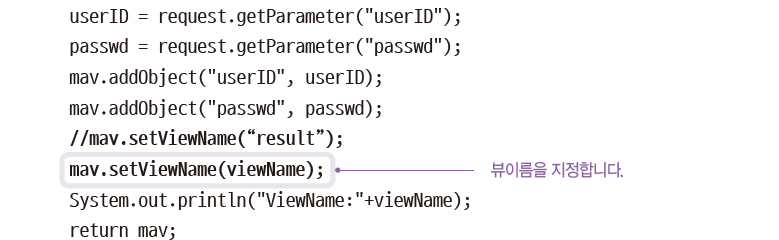 userID = request.getParameter("userID");
passwd = request.getParameter("passwd");
mav.addObject("userID", userID);
mav.addObject("passwd", passwd);
//mav.setViewName(“result”);
mav.setViewName(viewName); 뷰이름을 지정합니다.
System.out.println("ViewName:"+viewName);
return mav;